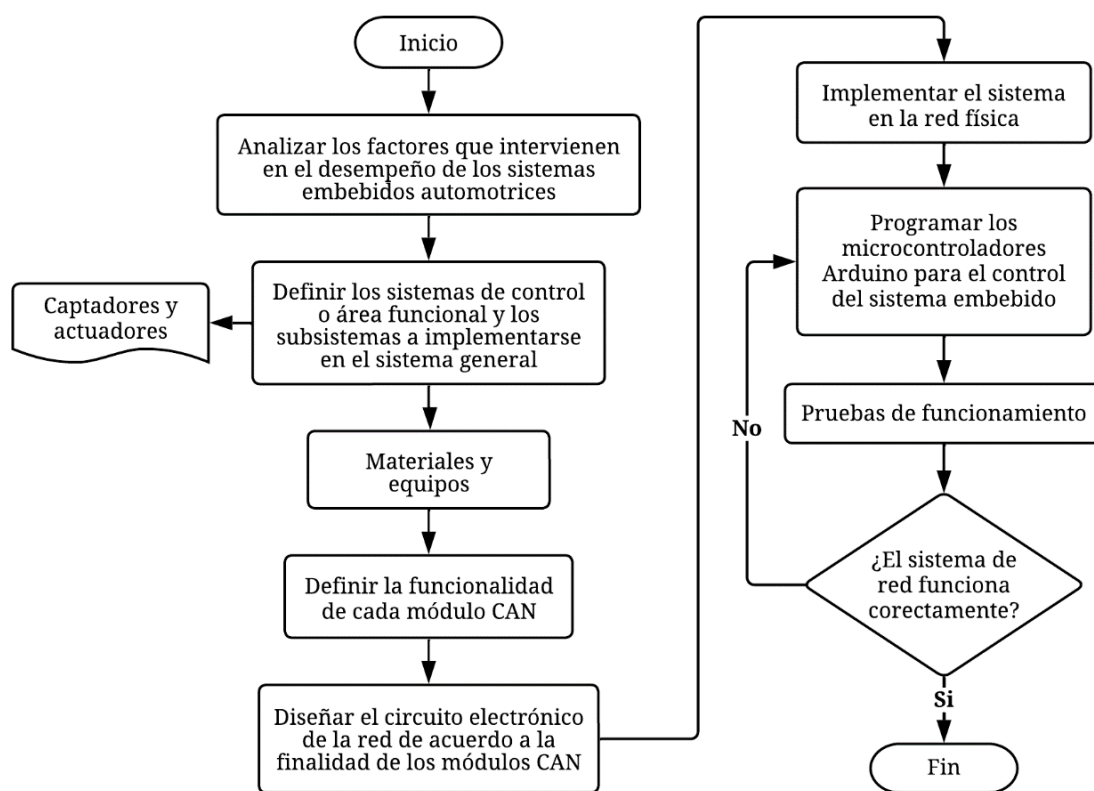 Inicio
Analizar los factores que intervienen
en el desempeño de los sistemas
embebidos automotrices
Captadores y
actuadores
Definir los sistemas de control
o área funcional y los
subsistemas a implementarse
en el sistema general
Materiales y
equipos
Definir la funcionalidad
de cada módulo CAN
Diseñar el circuito electrónico
de la red de acuerdo a la
finalidad de los módulos CAN
Implementar el sistema
en la red física
Programar los
microcontroladores
Arduino para el control
del sistema embebido
Pruebas de funcionamiento
No
¿El sistema de
red funciona
corectamente?
Si
Fin